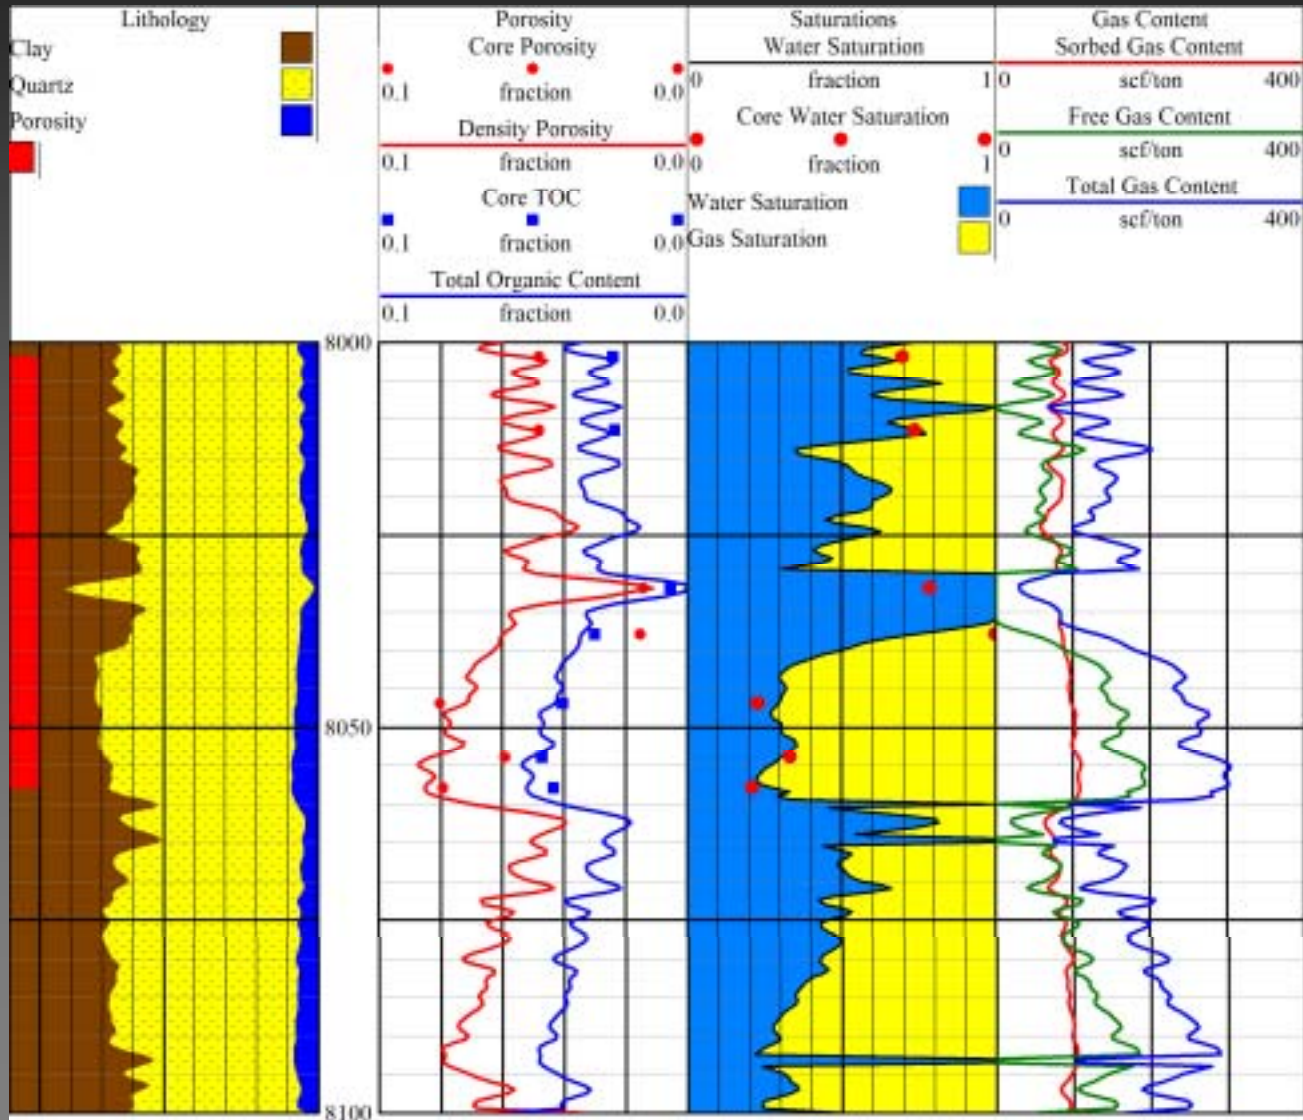 Lithology
Clay
Quartz
Porosity
Porosity
Core Porosity
0.1 fraction 0.0
Density Porosity
0.1 fraction 0.0
Core TOC
0.1 fraction 0.0
Total Organic Content
0.1 fraction 0.0
Saturations
Water Saturation
0 fraction 1
Core Water Saturation
0 fraction 1
Water Saturation
Gas Saturation
Gas Content
Sorbed Gas Content
0 scf/ton 400
Free Gas Content
0 scf/ton 400
Total Gas Content
0 scf/ton 400
8000
8050
8100